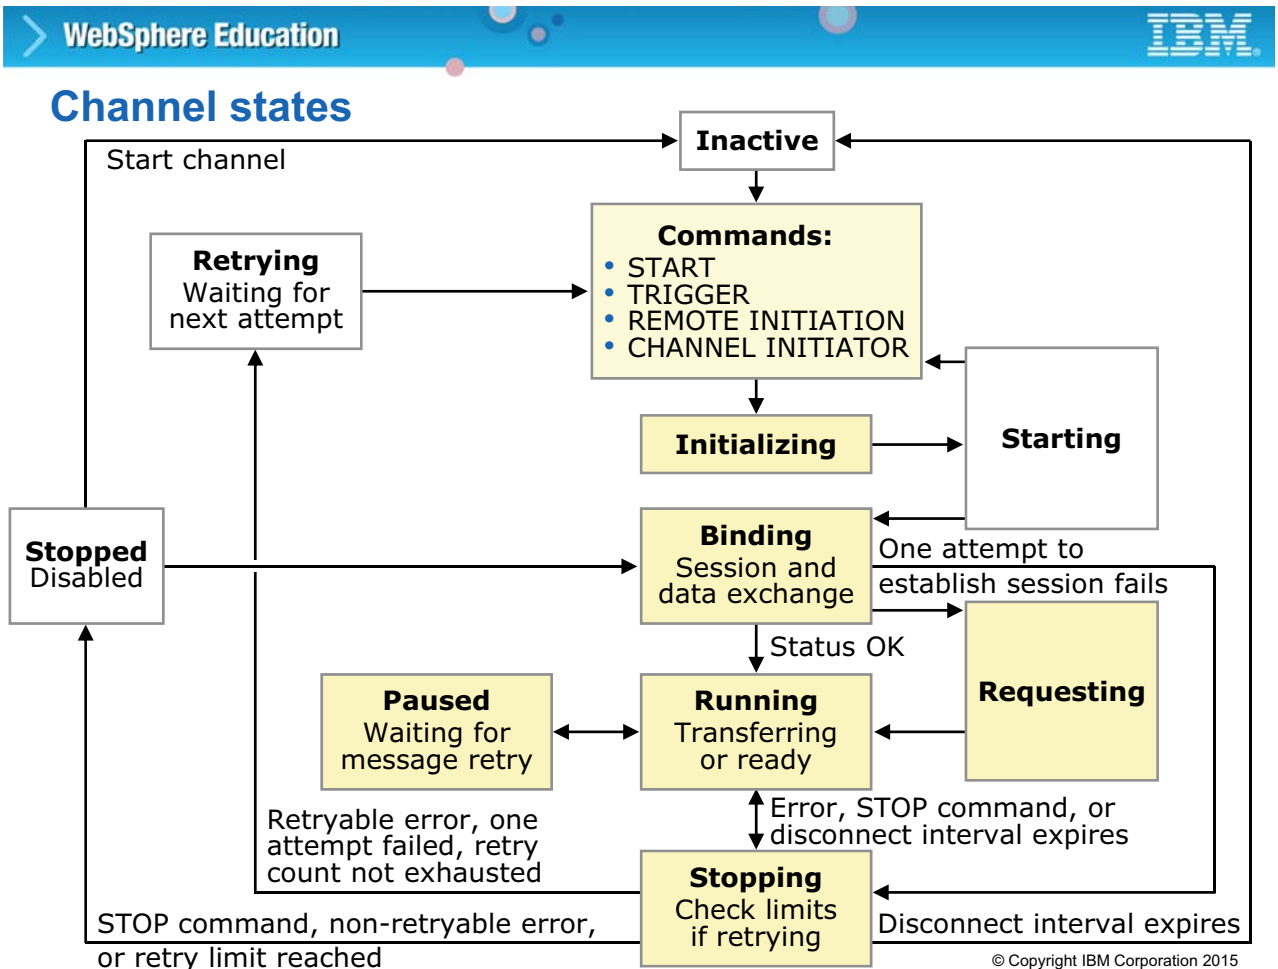 WebSphere Education
IBM
Channel states
Inactive
Start channel
Commands:
• START
• TRIGGER
• REMOTE INITIATION
• CHANNEL INITIATOR
Retrying
Waiting for
next attempt
Initializing
Starting
Stopped
Disabled
Binding
Session and
data exchange
One attempt to
establish session fails
Status OK
Requesting
Paused
Waiting for
message retry
Running
Transferring
or ready
Error, STOP command, or
disconnect interval expires
Retryable error, one
attempt failed, retry
count not exhausted
Stopping
Check limits
if retrying
STOP command, non-retryable error,
or retry limit reached
Disconnect interval expires
© Copyright IBM Corporation 2015